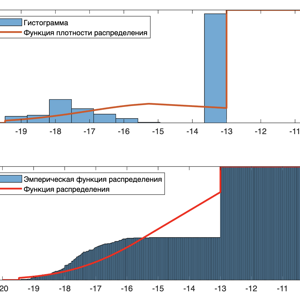 Гистограмма
Функция плотности распределения
-19 -18 -17 -16 -15 -14 -13 -12 -11
Эмперическая функция распределения
Функция распределения
20 -19 -18 -17 -16 -15 -14 -13 -12 -11